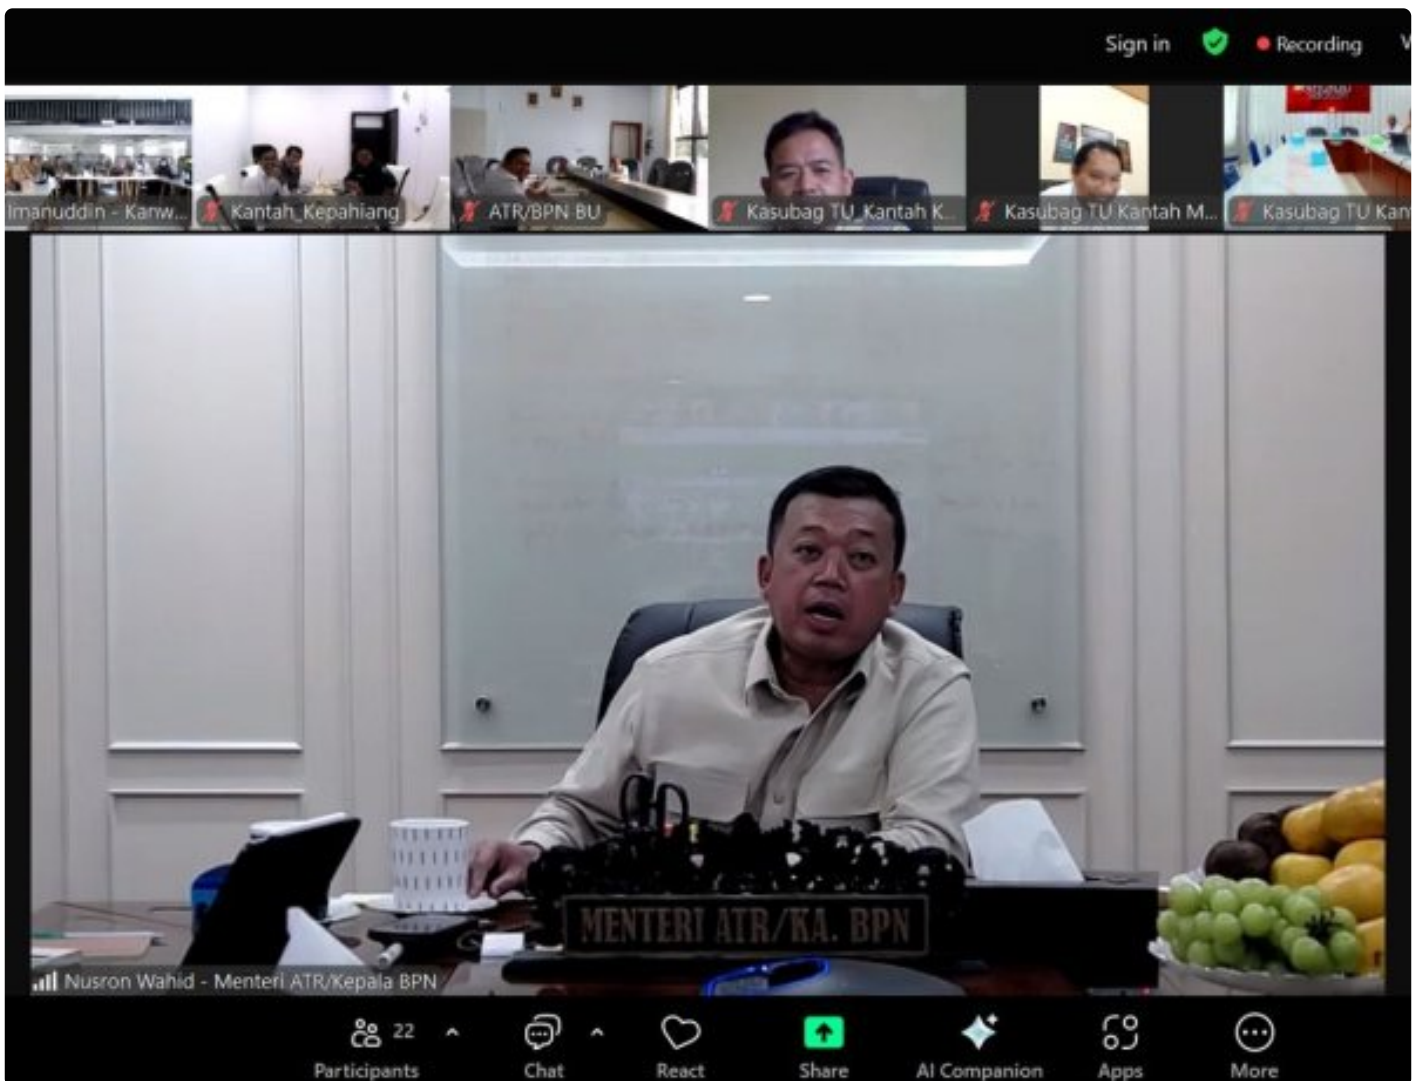 Sign in
Recording
Imanuddin - Kanw...
Kantah_Kepahiang
ATR/BPN BU
Kasubag TU_Kantah K...
Kasubag TU Kantah M...
Kasubag TU Kan
MENTERI ATR/KA. BPN
Nusron Wahid - Menteri ATR/Kepala BPN
22
Participants
Chat
React
Share
AI Companion
Apps
More